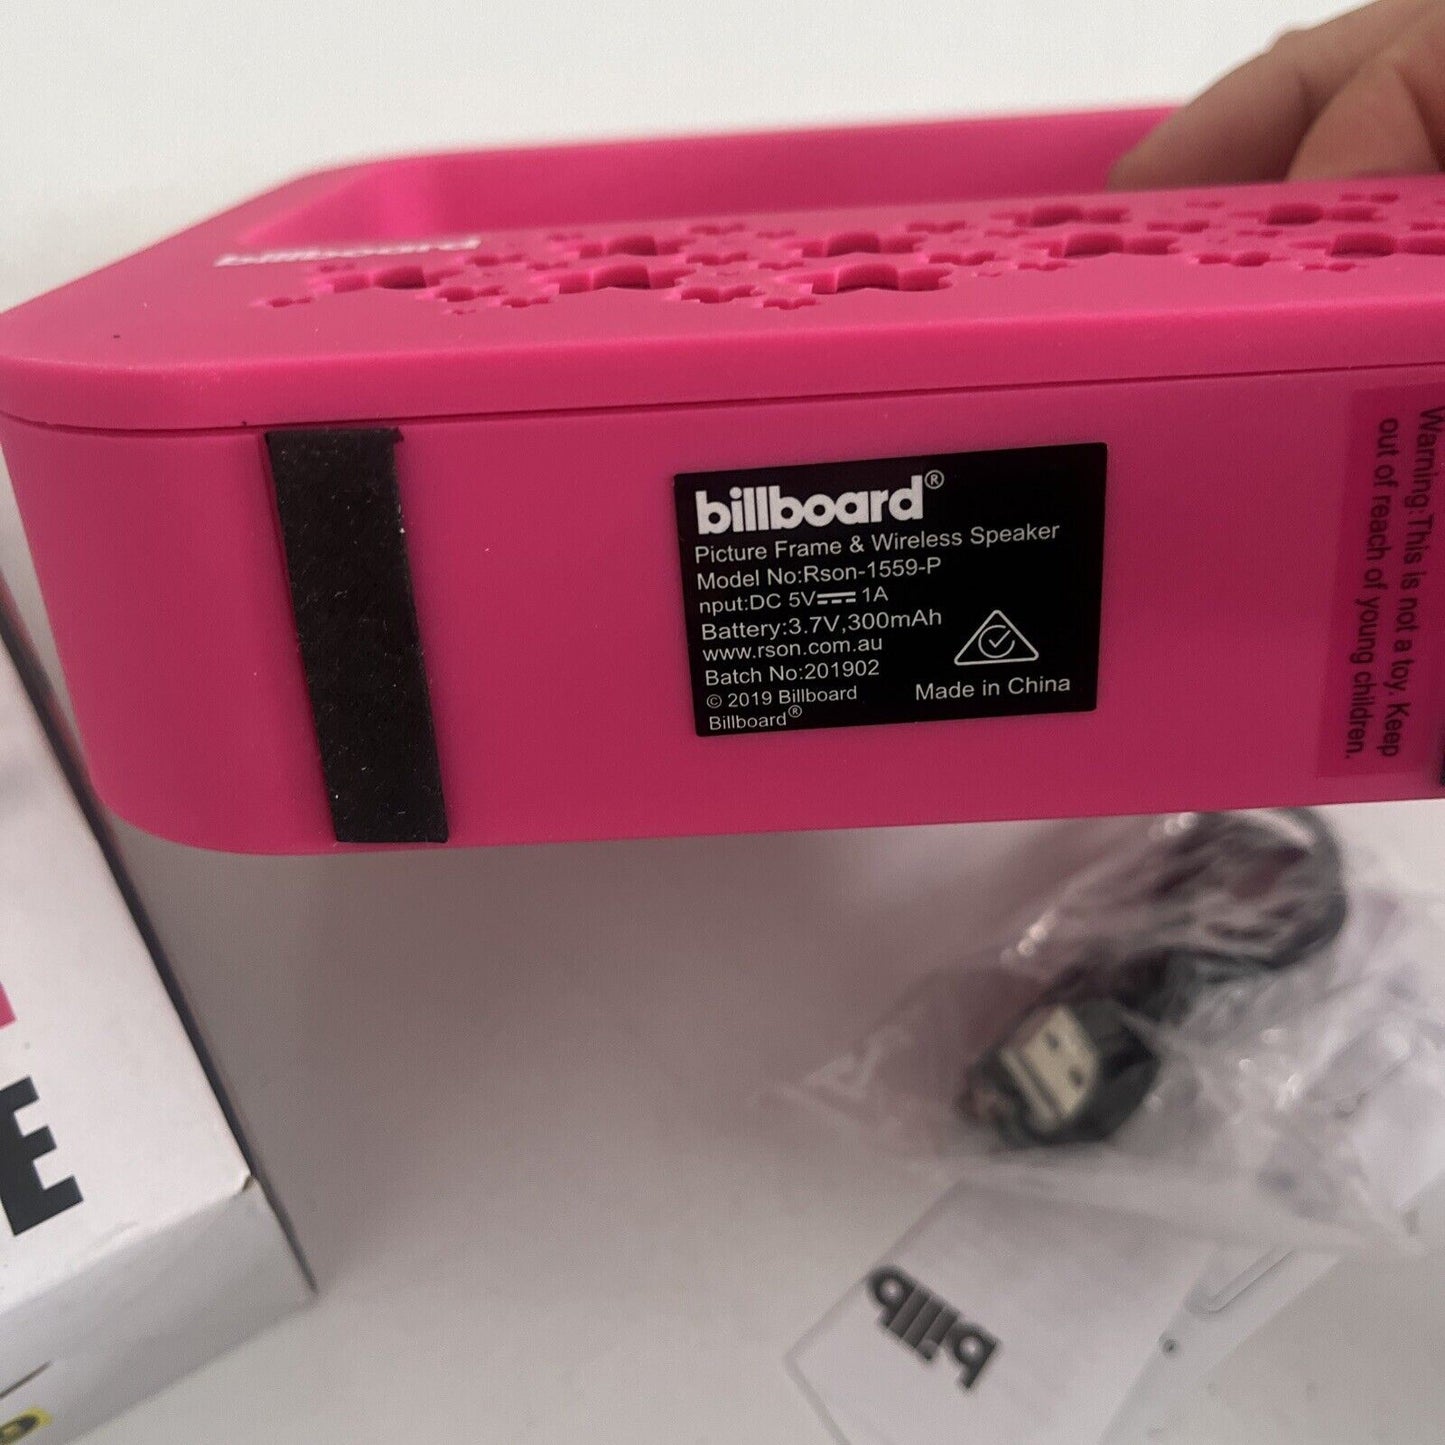 billboard
billboard®
Picture Frame & Wireless Speaker
Model No:Rson-1559-P
nput:DC 5V⎓1A
Battery:3.7V,300mAh
www.rson.com.au
Batch No:201902
© 2019 Billboard
Billboard®
Made in China
Warning:This is not a toy. Keep
out of reach of young children.
E
billb